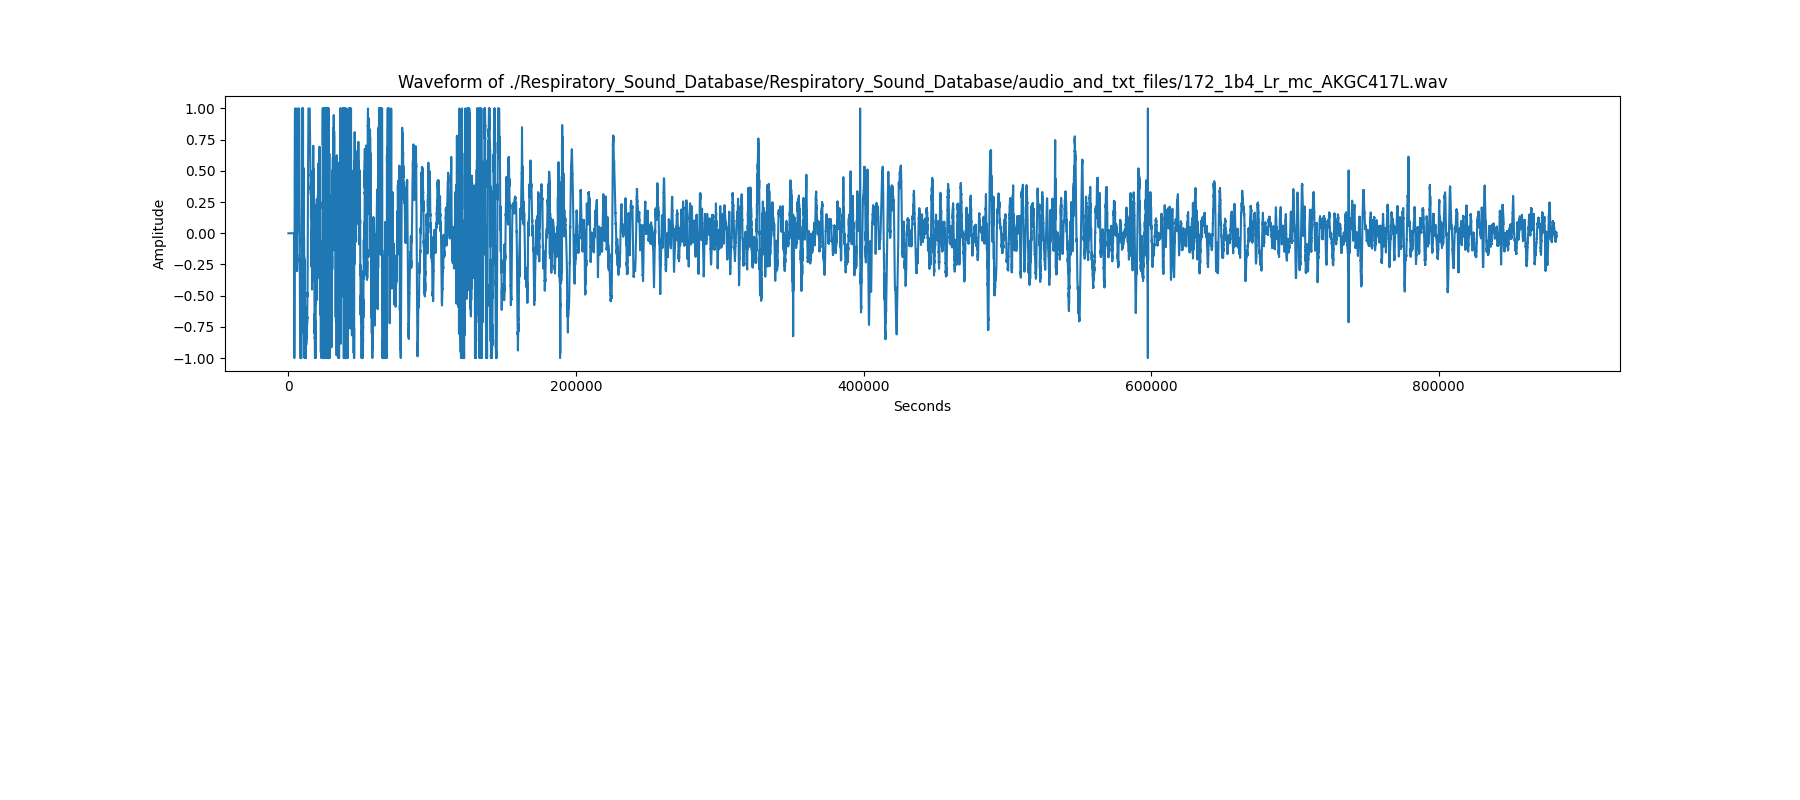 Waveform of ./Respiratory_Sound_Database/Respiratory_Sound_Database/audio_and_txt_files/172_1b4_Lr_mc_AKGC417L.wav
1.00
0.75
0.50
0.25
0.00
−0.25
−0.50
−0.75
−1.00
Amplitude
0 200000 400000 600000 800000
Seconds